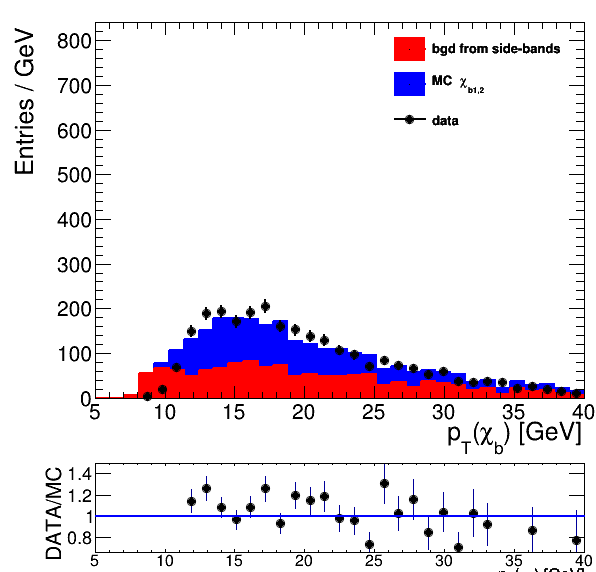 Entries / GeV
800
700
600
500
400
300
200
100
0
bgd from side-bands
MC χb1,2
data
5 10 15 20 25 30 35 40
pT(χb) [GeV]
DATA/MC
1.4
1.2
1
0.8
5 10 15 20 25 30 35 40